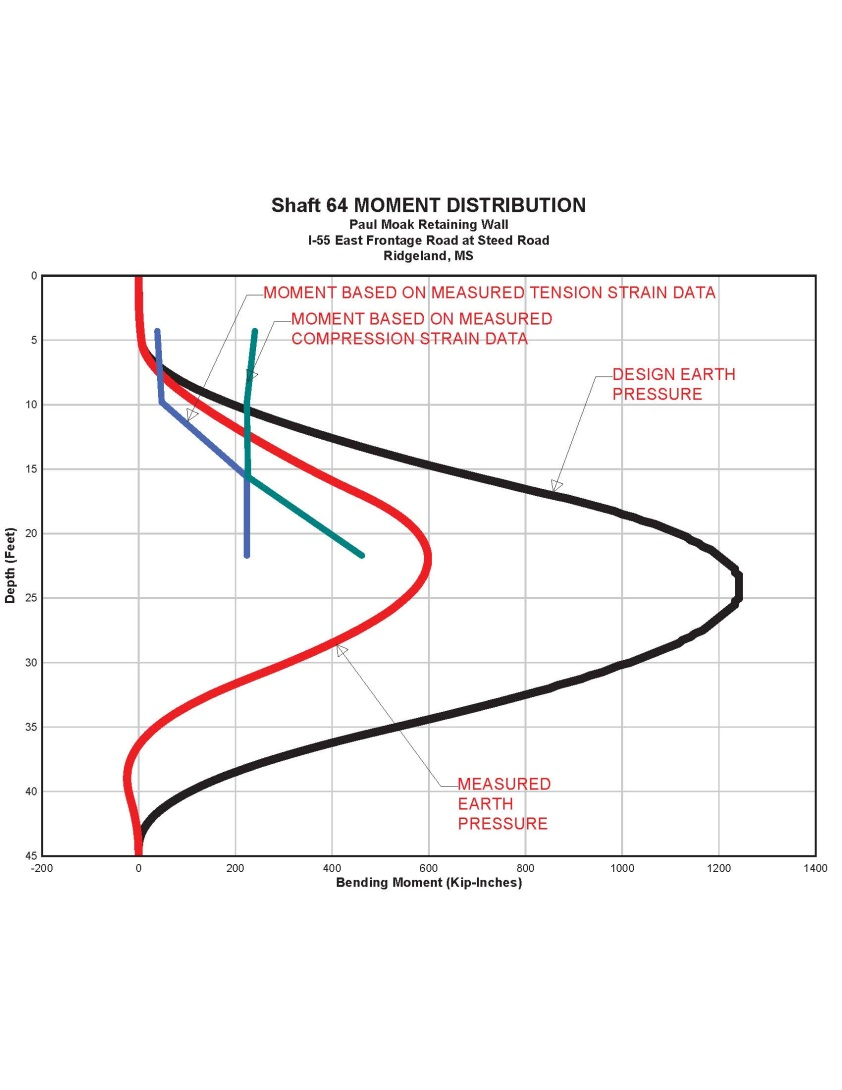 Shaft 64 MOMENT DISTRIBUTION
Paul Moak Retaining Wall
I-55 East Frontage Road at Steed Road
Ridgeland, MS
0
MOMENT BASED ON MEASURED TENSION STRAIN DATA
MOMENT BASED ON MEASURED
COMPRESSION STRAIN DATA
5
DESIGN EARTH
PRESSURE
10
15
20
Depth (Feet)
25
30
35
40
MEASURED
EARTH
PRESSURE
45
-200 0 200 400 600 800 1000 1200 1400
Bending Moment (Kip-Inches)